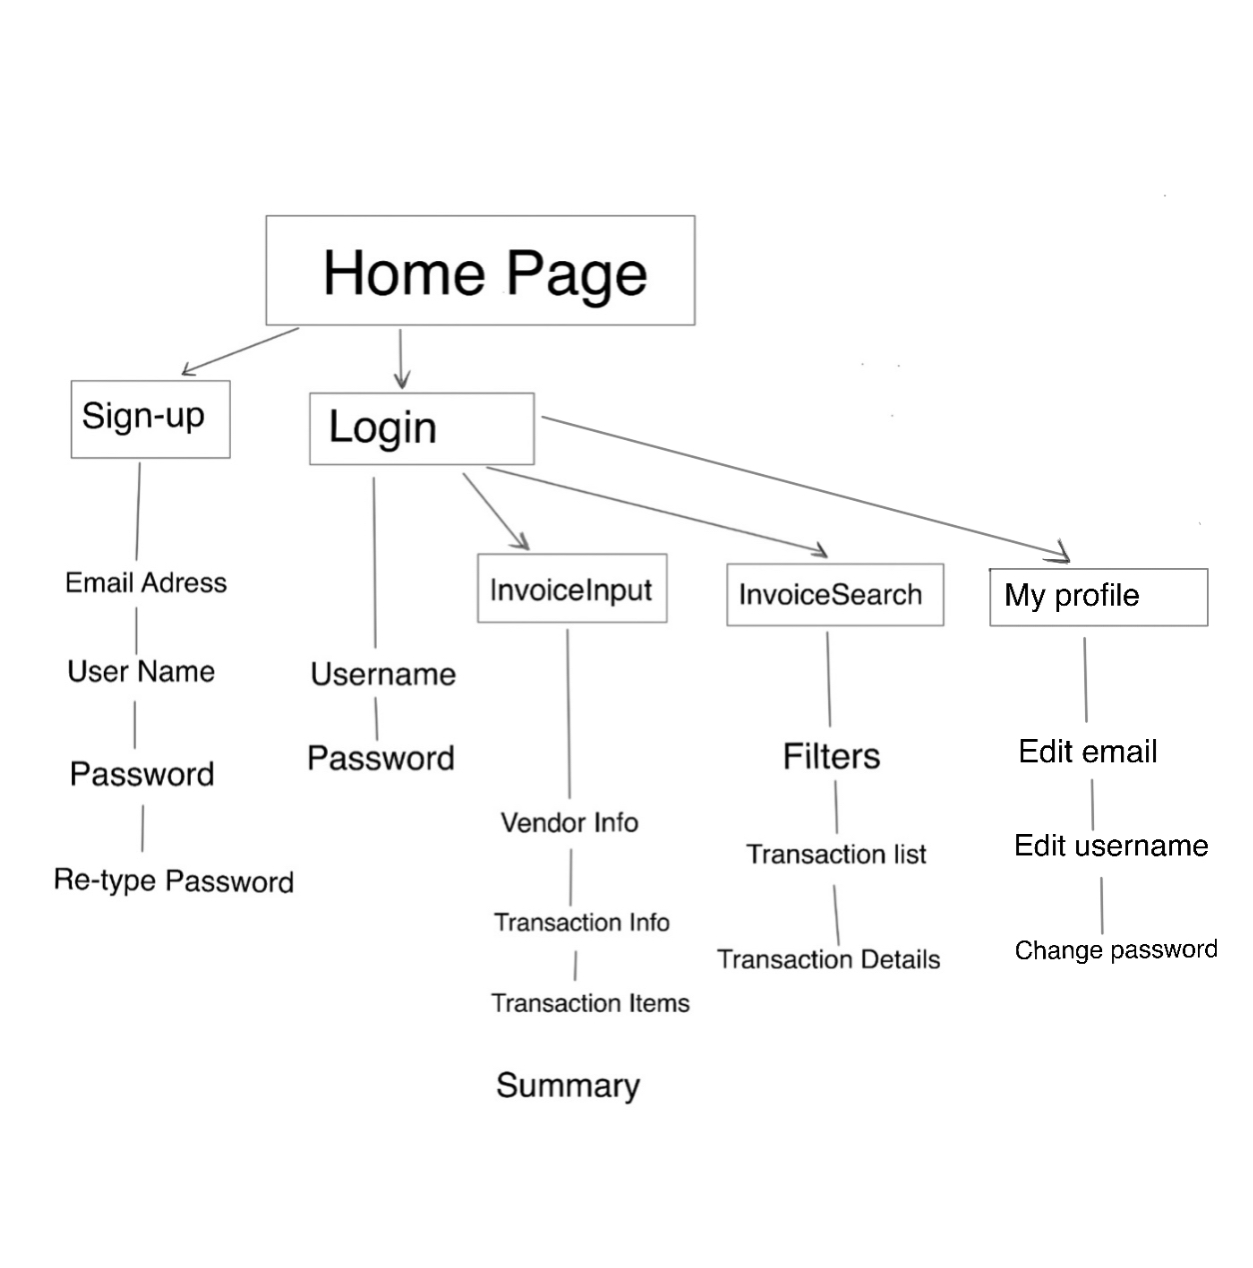 Home Page
Sign-up
Login
InvoiceInput
InvoiceSearch
My profile
Email Adress
User Name
Password
Re-type Password
Username
Password
Vendor Info
Transaction Info
Transaction Items
Summary
Filters
Transaction list
Transaction Details
Edit email
Edit username
Change password